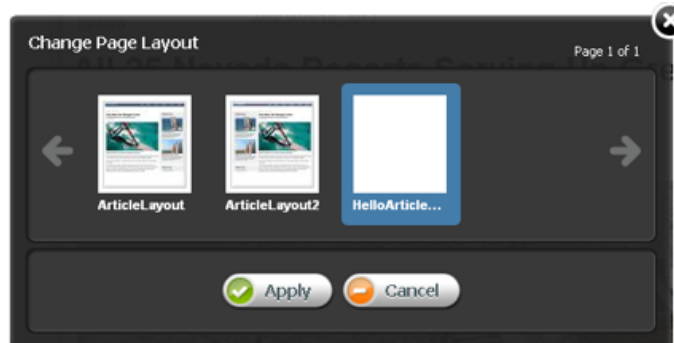 Change Page Layout
Page 1 of 1
ArticleLayout
ArticleLayout2
HelloArticle...
Apply
Cancel